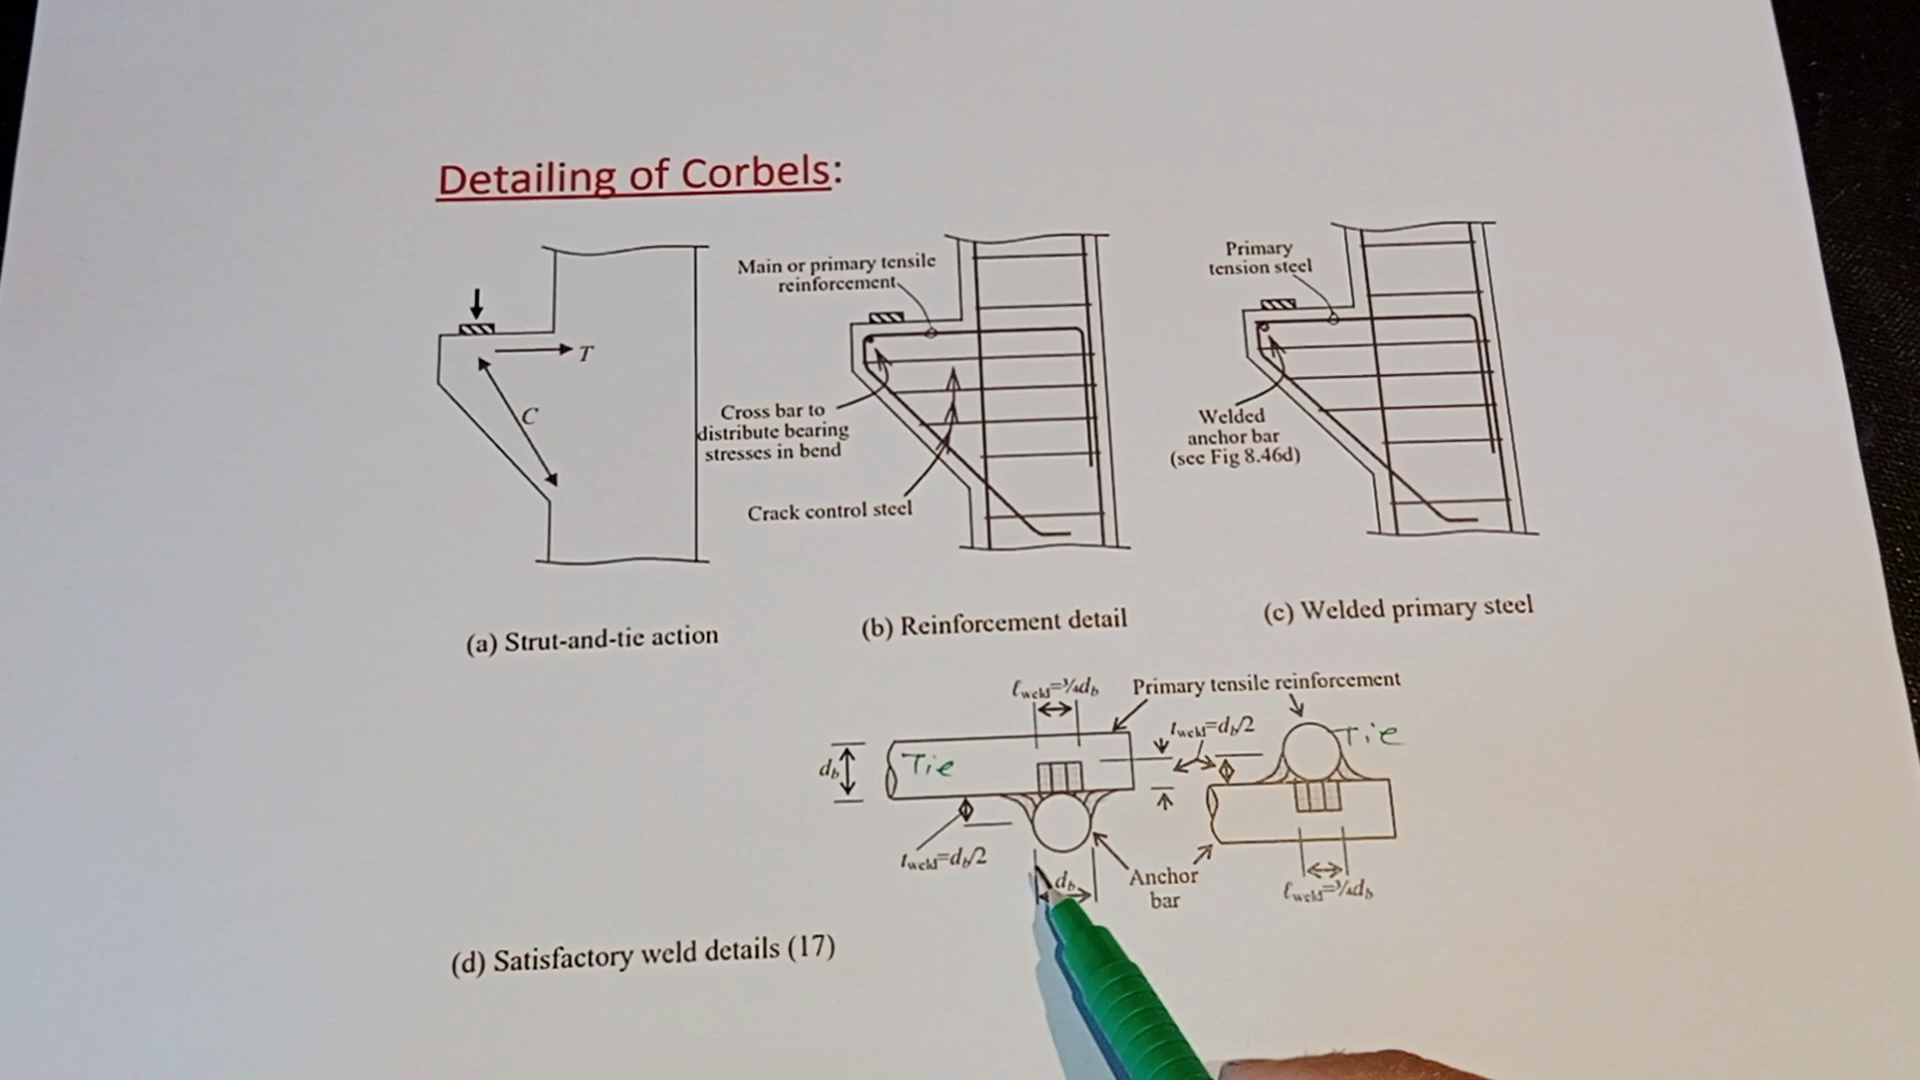 Detailing of Corbels:
Main or primary tensile
reinforcement
Primary
tension steel
T
C
Cross bar to
distribute bearing
stresses in bend
Crack control steel
Welded
anchor bar
(see Fig 8.46d)
(a) Strut-and-tie action
(b) Reinforcement detail
(c) Welded primary steel
ℓweld=¾db
Primary tensile reinforcement
tweld=db/2
Tie
db
Tie
tweld=db/2
db
Anchor
bar
ℓweld=¾db
(d) Satisfactory weld details (17)